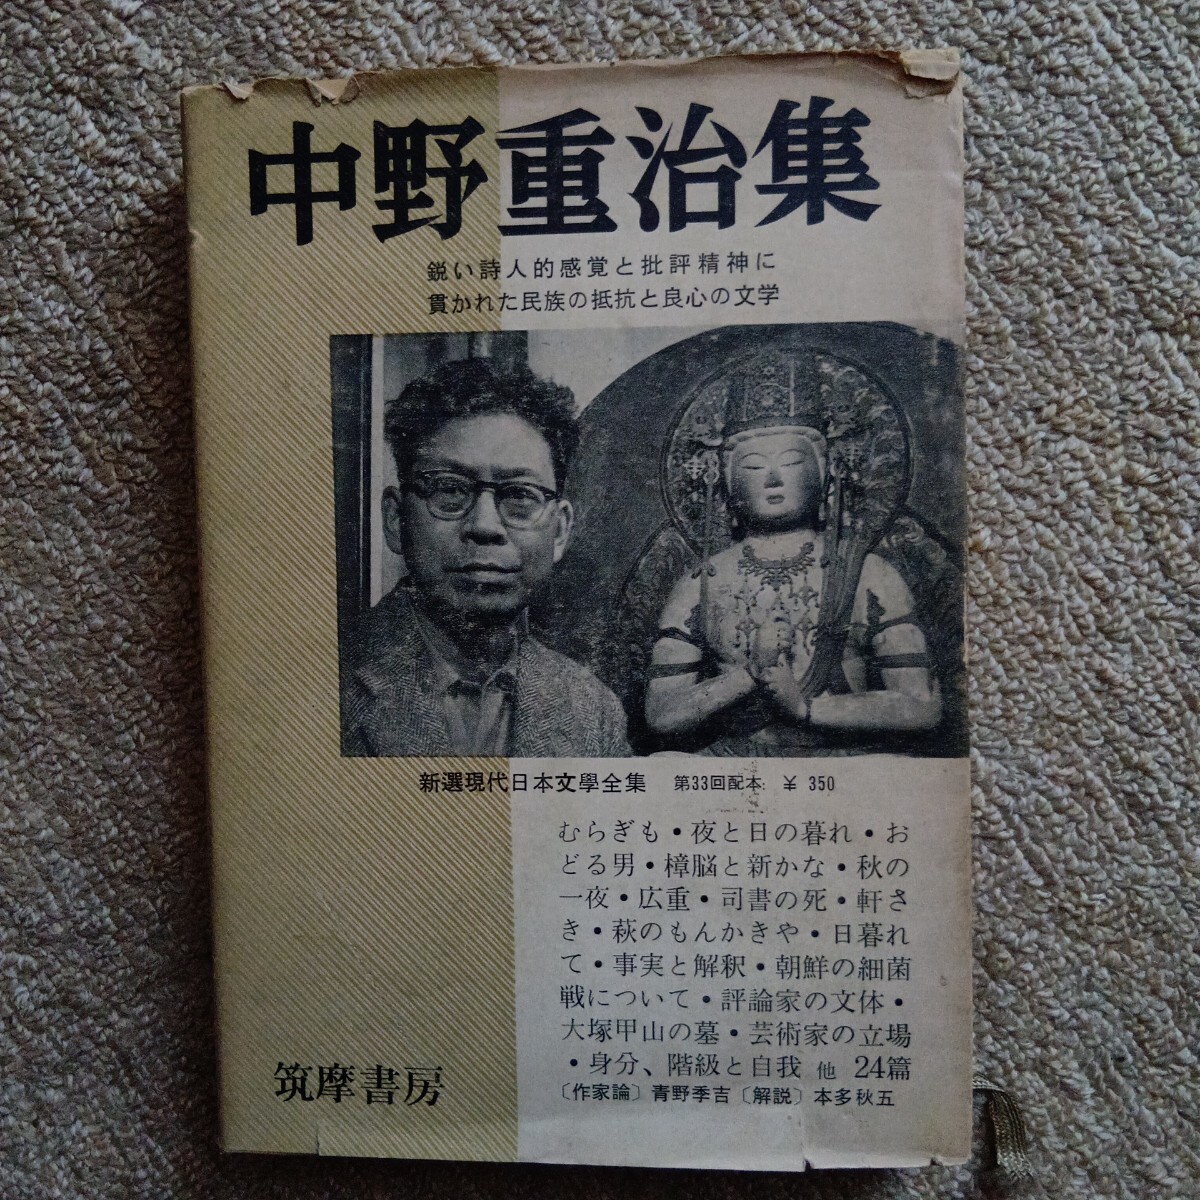 中野重治集
鋭い詩人的感覚と批評精神に
貫かれた民族の抵抗と良心の文学
新選現代日本文學全集 第33回配本: ¥ 350
むらぎも・夜と日の暮れ・お
どる男・樟脳と新かな・秋の
一夜・広重・司書の死・軒さ
き・萩のもんかきや・日暮れ
て・事実と解釈・朝鮮の細菌
戦について・評論家の文体・
大塚甲山の墓・芸術家の立場
・身分、階級と自我 他 24篇
〔作家論〕青野季吉〔解説〕本多秋五
筑摩書房